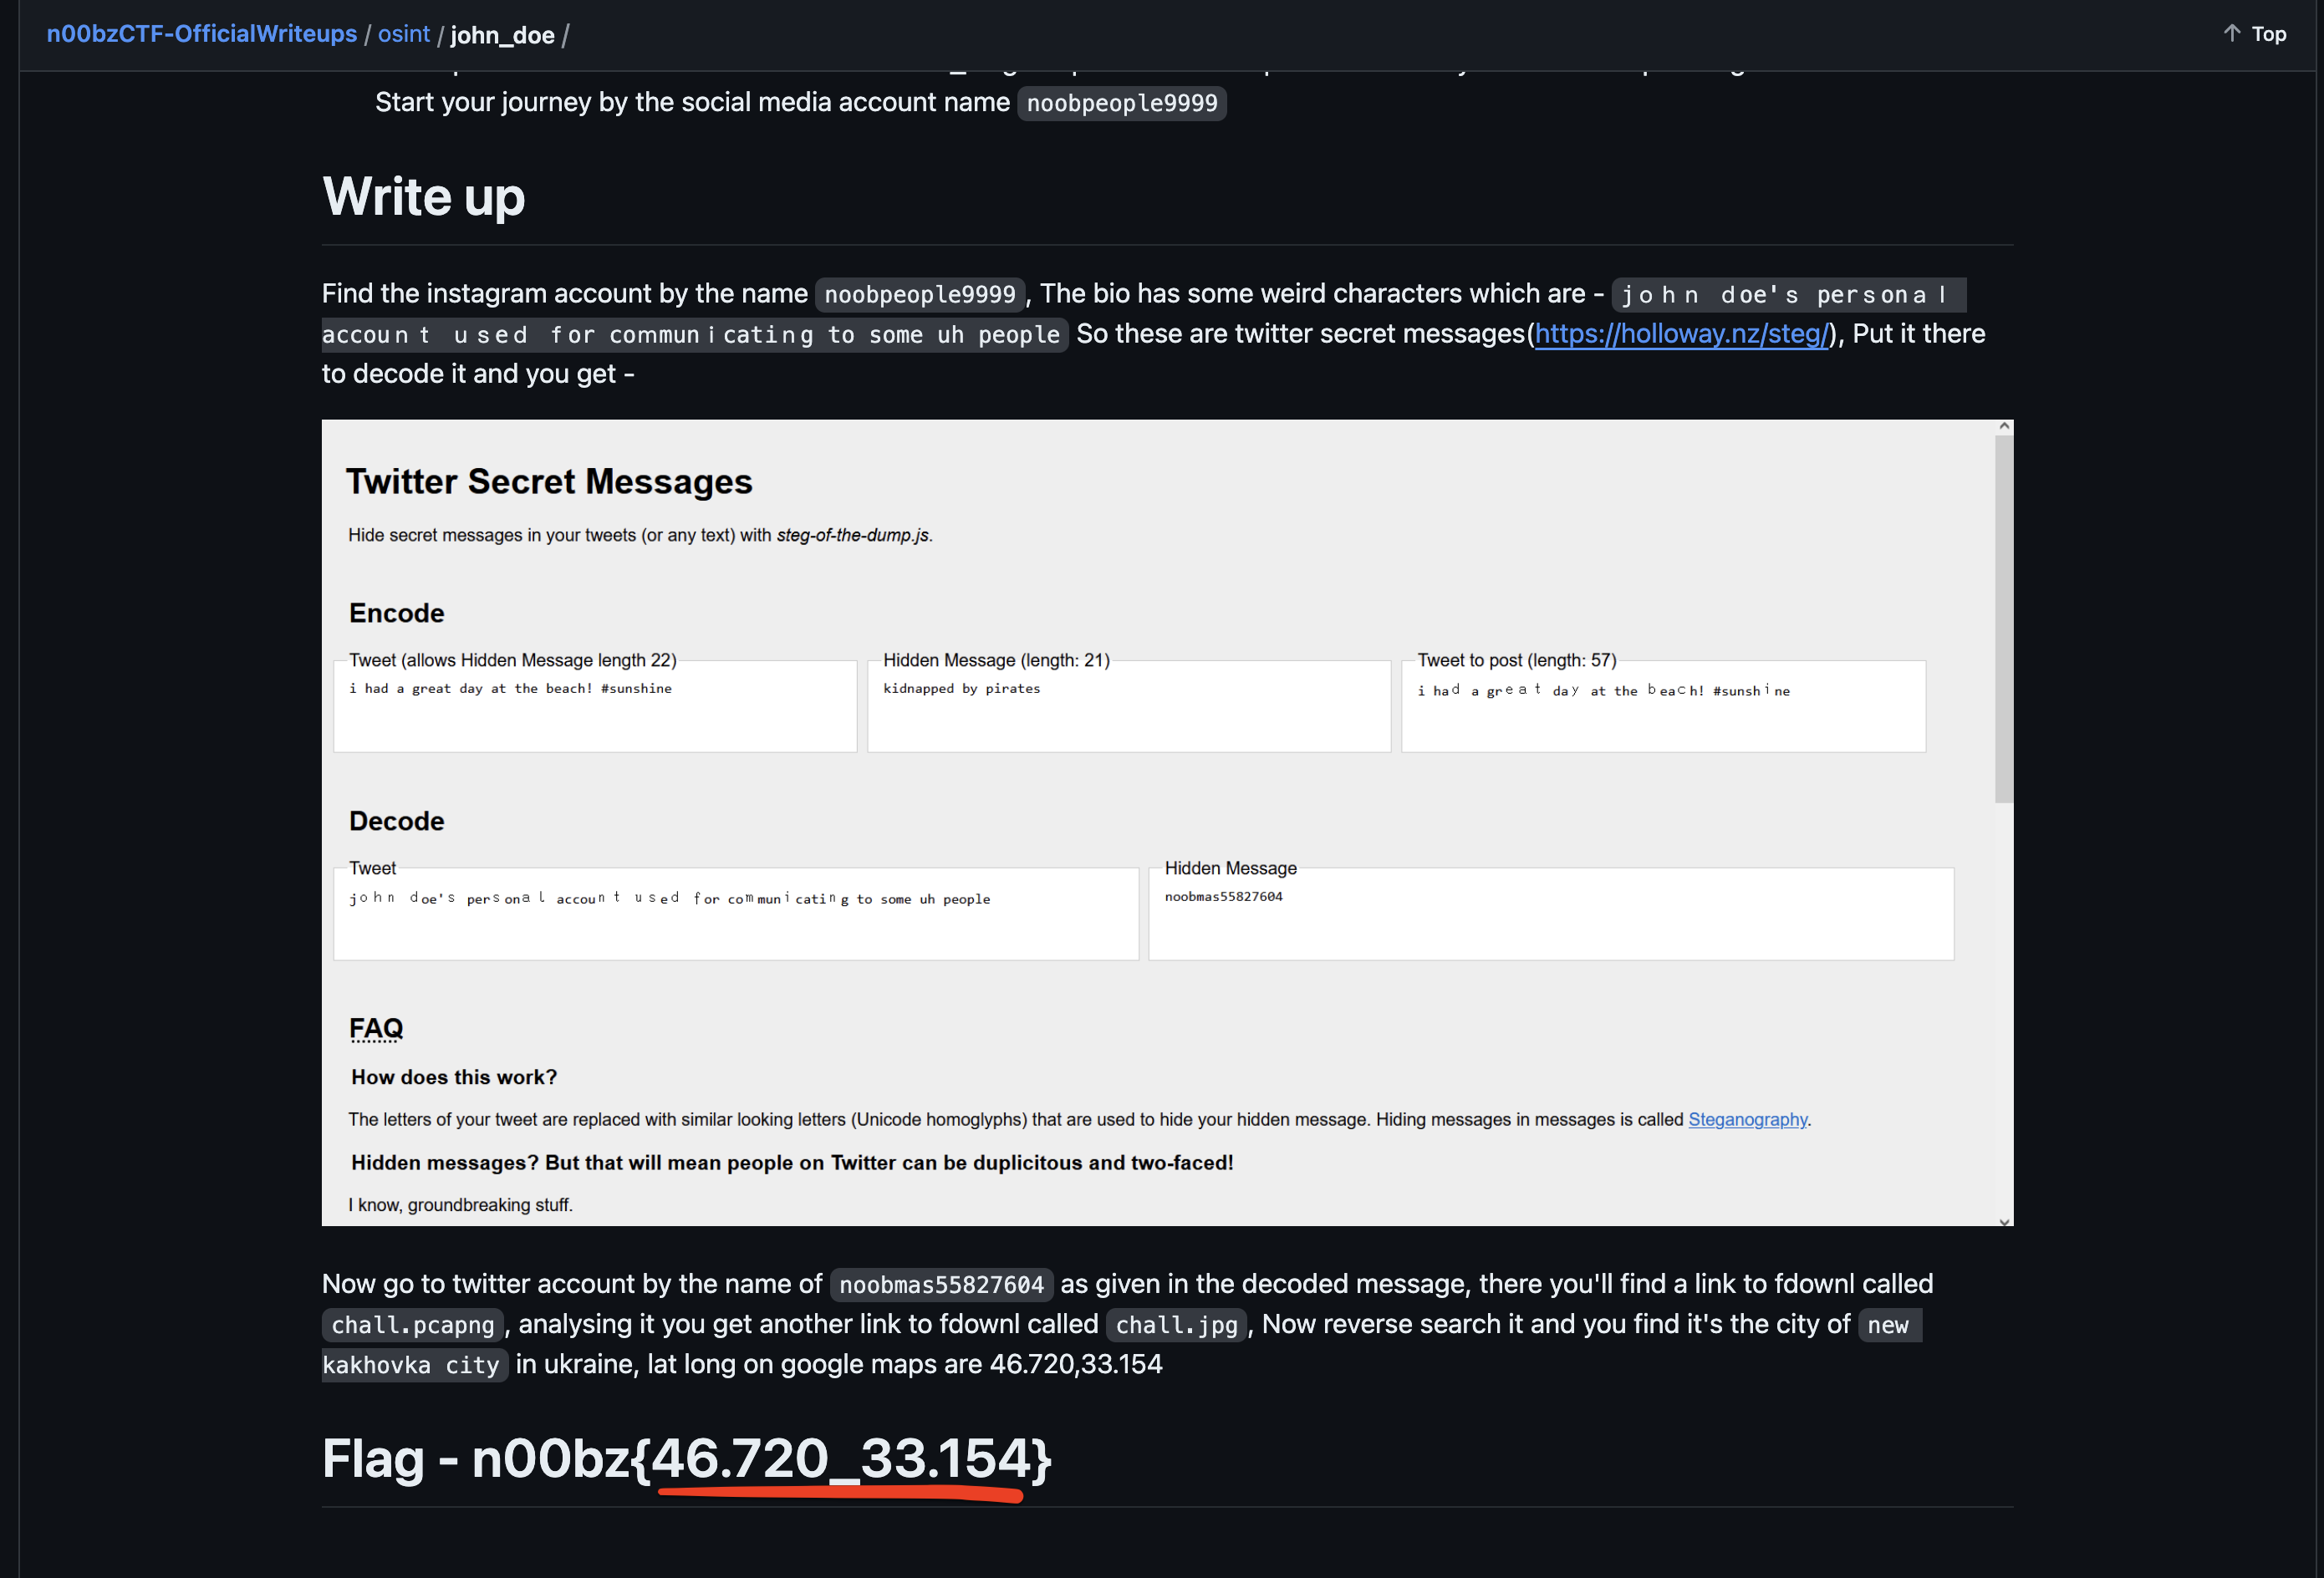 n00bzCTF-OfficialWriteups / osint / john_doe /
↑ Top
Start your journey by the social media account name noobpeople9999
Write up
Find the instagram account by the name noobpeople9999, The bio has some weird characters which are - john doe's personal
account used for communicating to some uh people So these are twitter secret messages(https://holloway.nz/steg/), Put it there
to decode it and you get -
Twitter Secret Messages
Hide secret messages in your tweets (or any text) with steg-of-the-dump.js.
Encode
Tweet (allows Hidden Message length 22)
i had a great day at the beach! #sunshine
Hidden Message (length: 21)
kidnapped by pirates
Tweet to post (length: 57)
i had a great day at the beach! #sunshine
Decode
Tweet
john doe's personal account used for communicating to some uh people
Hidden Message
noobmas55827604
FAQ
How does this work?
The letters of your tweet are replaced with similar looking letters (Unicode homoglyphs) that are used to hide your hidden message. Hiding messages in messages is called Steganography.
Hidden messages? But that will mean people on Twitter can be duplicitous and two-faced!
I know, groundbreaking stuff.
Now go to twitter account by the name of noobmas55827604 as given in the decoded message, there you'll find a link to fdownl called
chall.pcapng, analysing it you get another link to fdownl called chall.jpg, Now reverse search it and you find it's the city of new
kakhovka city in ukraine, lat long on google maps are 46.720,33.154
Flag - n00bz{46.720_33.154}